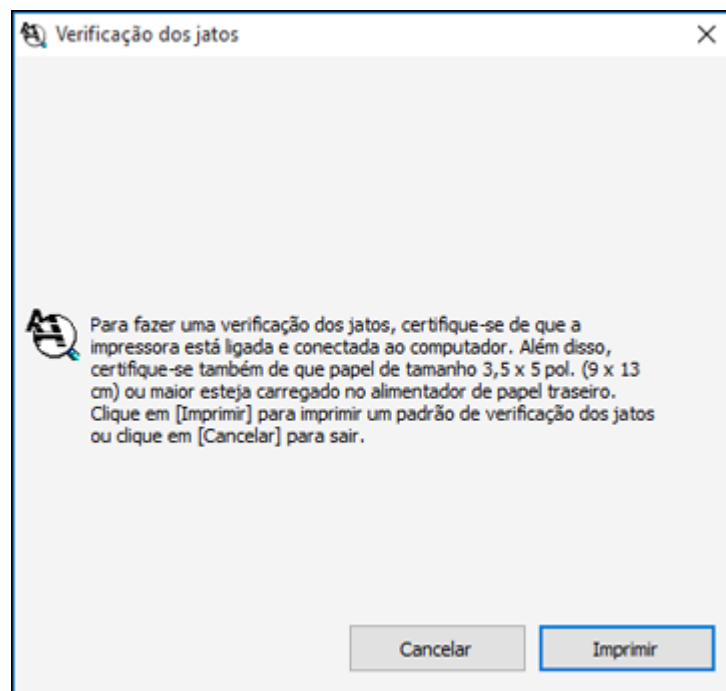 Verificação dos jatos
Para fazer uma verificação dos jatos, certifique-se de que a
impressora está ligada e conectada ao computador. Além disso,
certifique-se também de que papel de tamanho 3,5 x 5 pol. (9 x 13
cm) ou maior esteja carregado no alimentador de papel traseiro.
Clique em [Imprimir] para imprimir um padrão de verificação dos jatos
ou clique em [Cancelar] para sair.
Cancelar
Imprimir